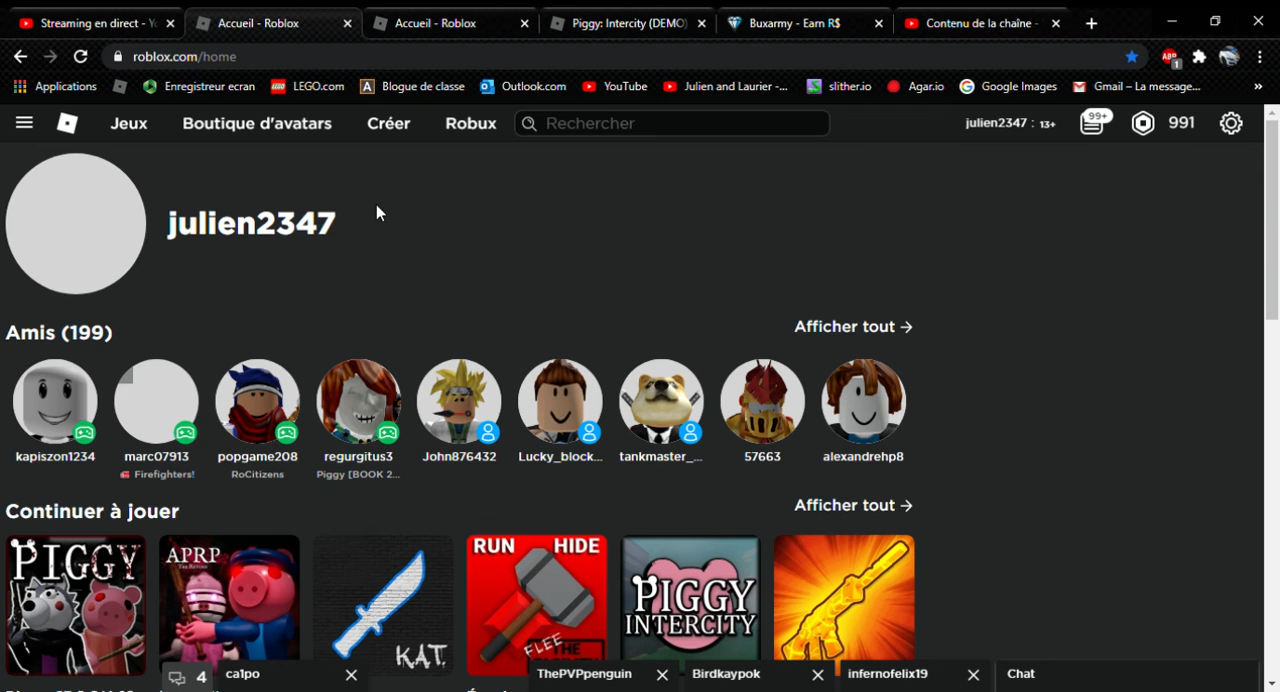 Streaming en direct - Y
Accueil - Roblox
Accueil - Roblox
Piggy: Intercity (DEMO)
Buxarmy - Earn R$
Contenu de la chaîne -
roblox.com/home
ABP
1
Applications
Enregistreur ecran
LEGO.com
Blogue de classe
Outlook.com
YouTube
Julien and Laurier -...
slither.io
Agar.io
Google Images
Gmail – La message...
Jeux
Boutique d'avatars
Créer
Robux
Rechercher
julien2347 : 13+
99+
991
julien2347
Amis (199)
Afficher tout →
kapiszon1234
marc07913
popgame208
regurgitus3
John876432
Lucky_block...
tankmaster_...
57663
alexandrehp8
Firefighters!
RoCitizens
Piggy [BOOK 2...
Continuer à jouer
Afficher tout →
PIGGY
APRP
KAT.
RUN HIDE
FLEE
THE
PIGGY
INTERCITY
4
ca1po
ThePVPpenguin
Birdkaypok
infernofelix19
Chat